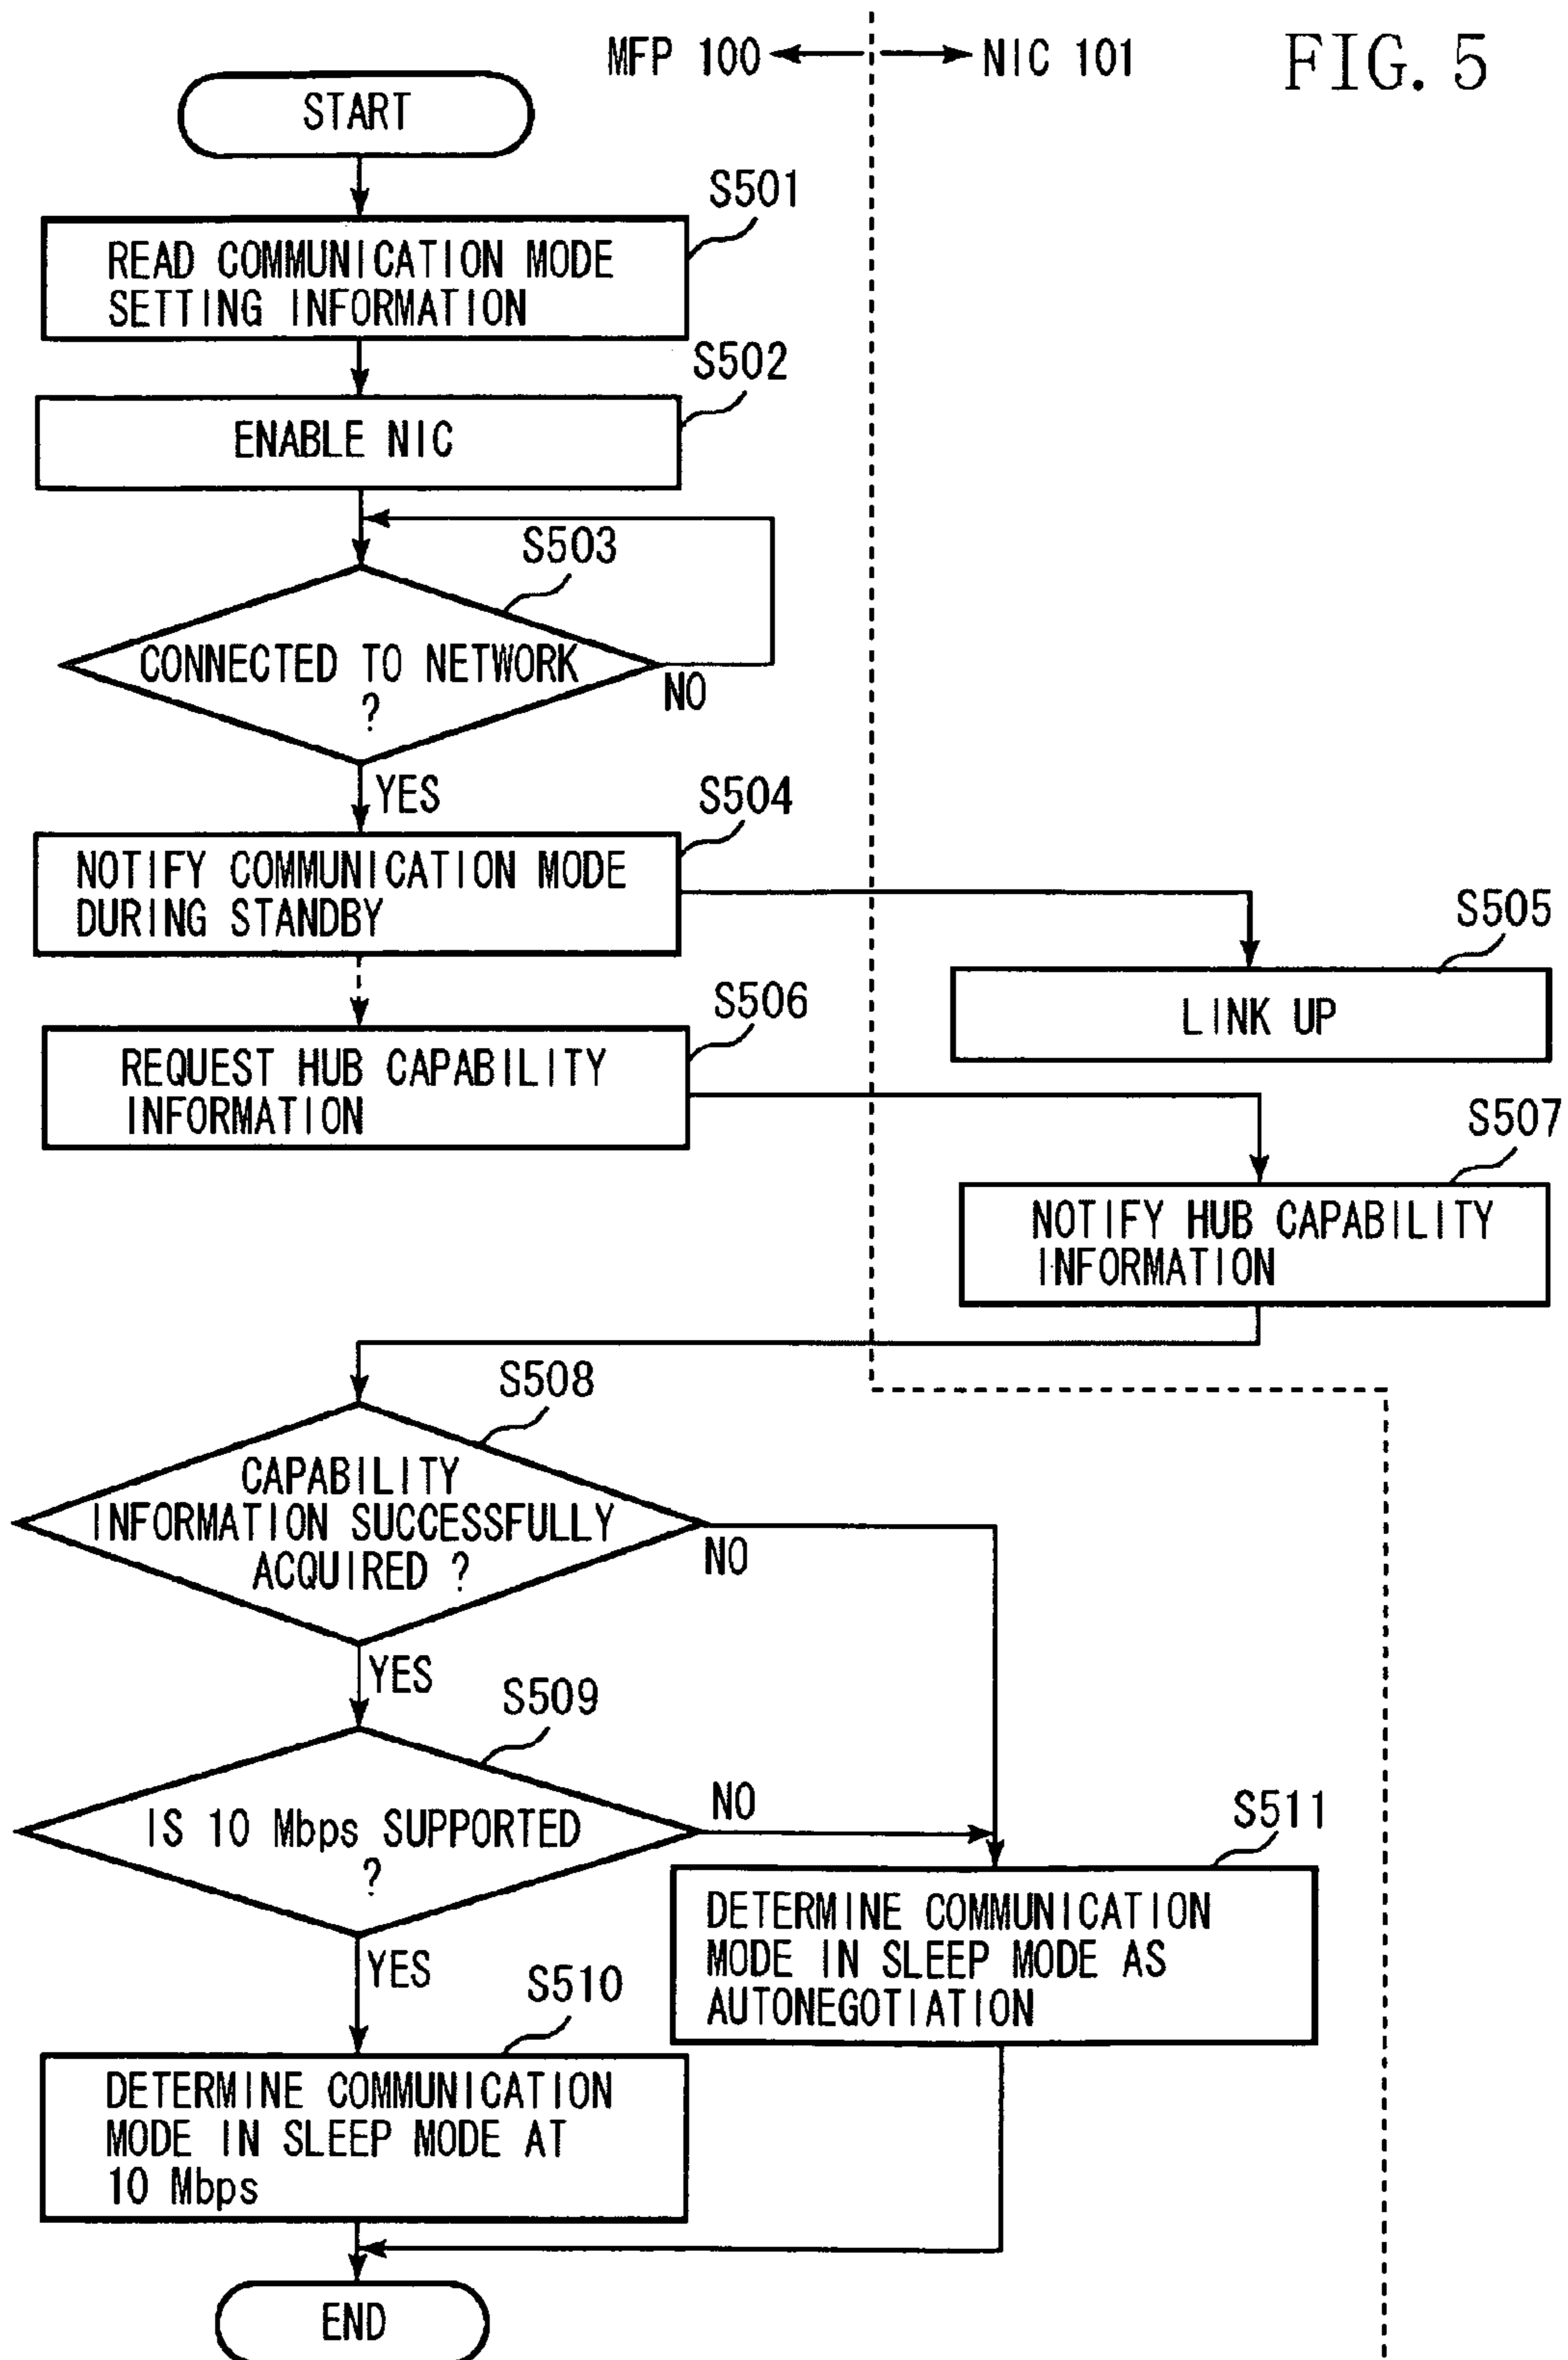 MFP 100
NIC 101
FIG. 5
START
S501
READ COMMUNICATION MODE
SETTING INFORMATION
S502
ENABLE NIC
S503
CONNECTED TO NETWORK
?
NO
YES
S504
NOTIFY COMMUNICATION MODE
DURING STANDBY
S505
LINK UP
S506
REQUEST HUB CAPABILITY
INFORMATION
S507
NOTIFY HUB CAPABILITY
INFORMATION
S508
CAPABILITY
INFORMATION SUCCESSFULLY
ACQUIRED ?
NO
YES
S509
IS 10 Mbps SUPPORTED
?
NO
YES
S511
DETERMINE COMMUNICATION
MODE IN SLEEP MODE AS
AUTONEGOTIATION
S510
DETERMINE COMMUNICATION
MODE IN SLEEP MODE AT
10 Mbps
END